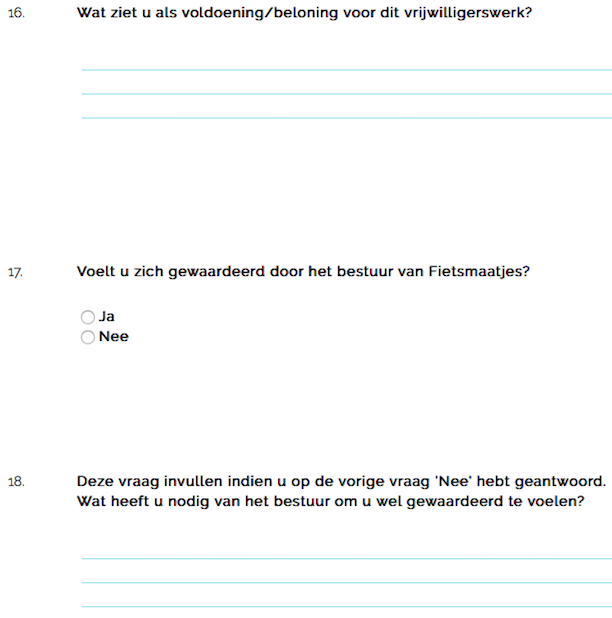 16. Wat ziet u als voldoening/beloning voor dit vrijwilligerswerk?
17. Voelt u zich gewaardeerd door het bestuur van Fietsmaatjes?
Ja
Nee
18. Deze vraag invullen indien u op de vorige vraag 'Nee' hebt geantwoord.
Wat heeft u nodig van het bestuur om u wel gewaardeerd te voelen?